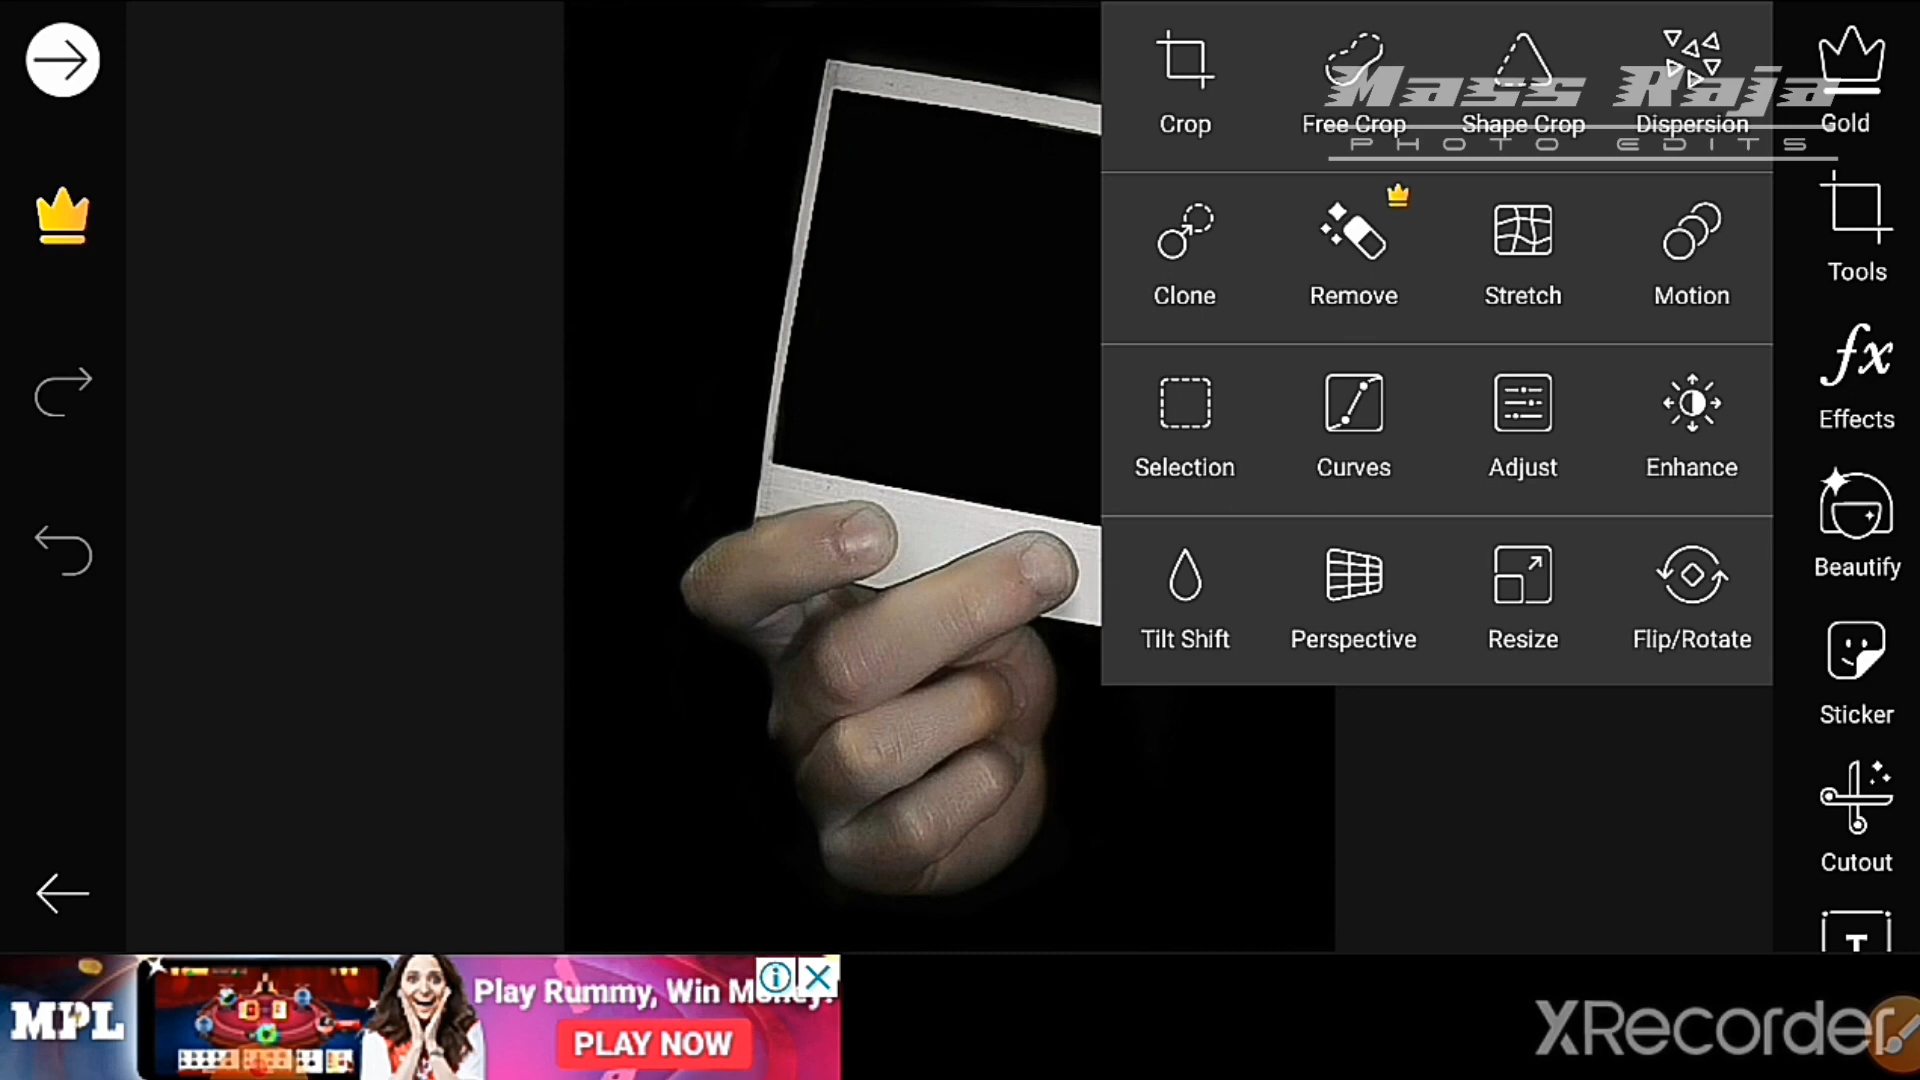 Mass Raja
PHOTO EDITS
Crop
Free Crop
Shape Crop
Dispersion
Gold
Clone
Remove
Stretch
Motion
Tools
Selection
Curves
Adjust
Enhance
Effects
Tilt Shift
Perspective
Resize
Flip/Rotate
Beautify
Sticker
Cutout
T
MPL
Play Rummy, Win Money!
PLAY NOW
XRecorder